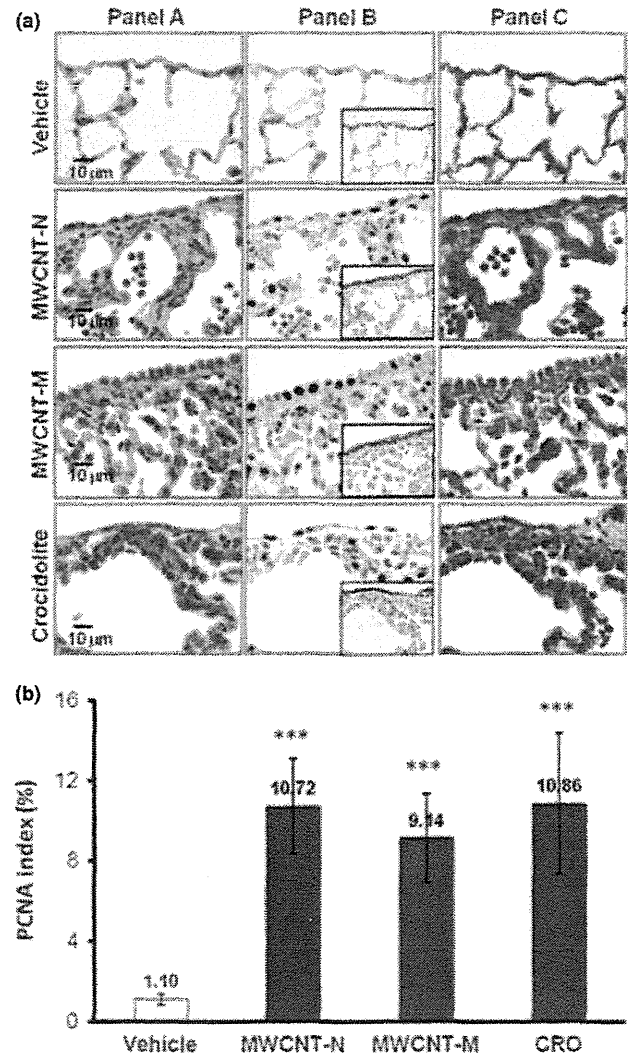 (a)
Panel A Panel B Panel C
Vehicle
10 µm
MWCNT-N
10 µm
MWCNT-M
10 µm
Crocidolite
10 µm
(b)
PCNA index (%)
16
12
8
4
0
***
***
***
1.10
10.72
9.14
10.86
Vehicle MWCNT-N MWCNT-M CRO